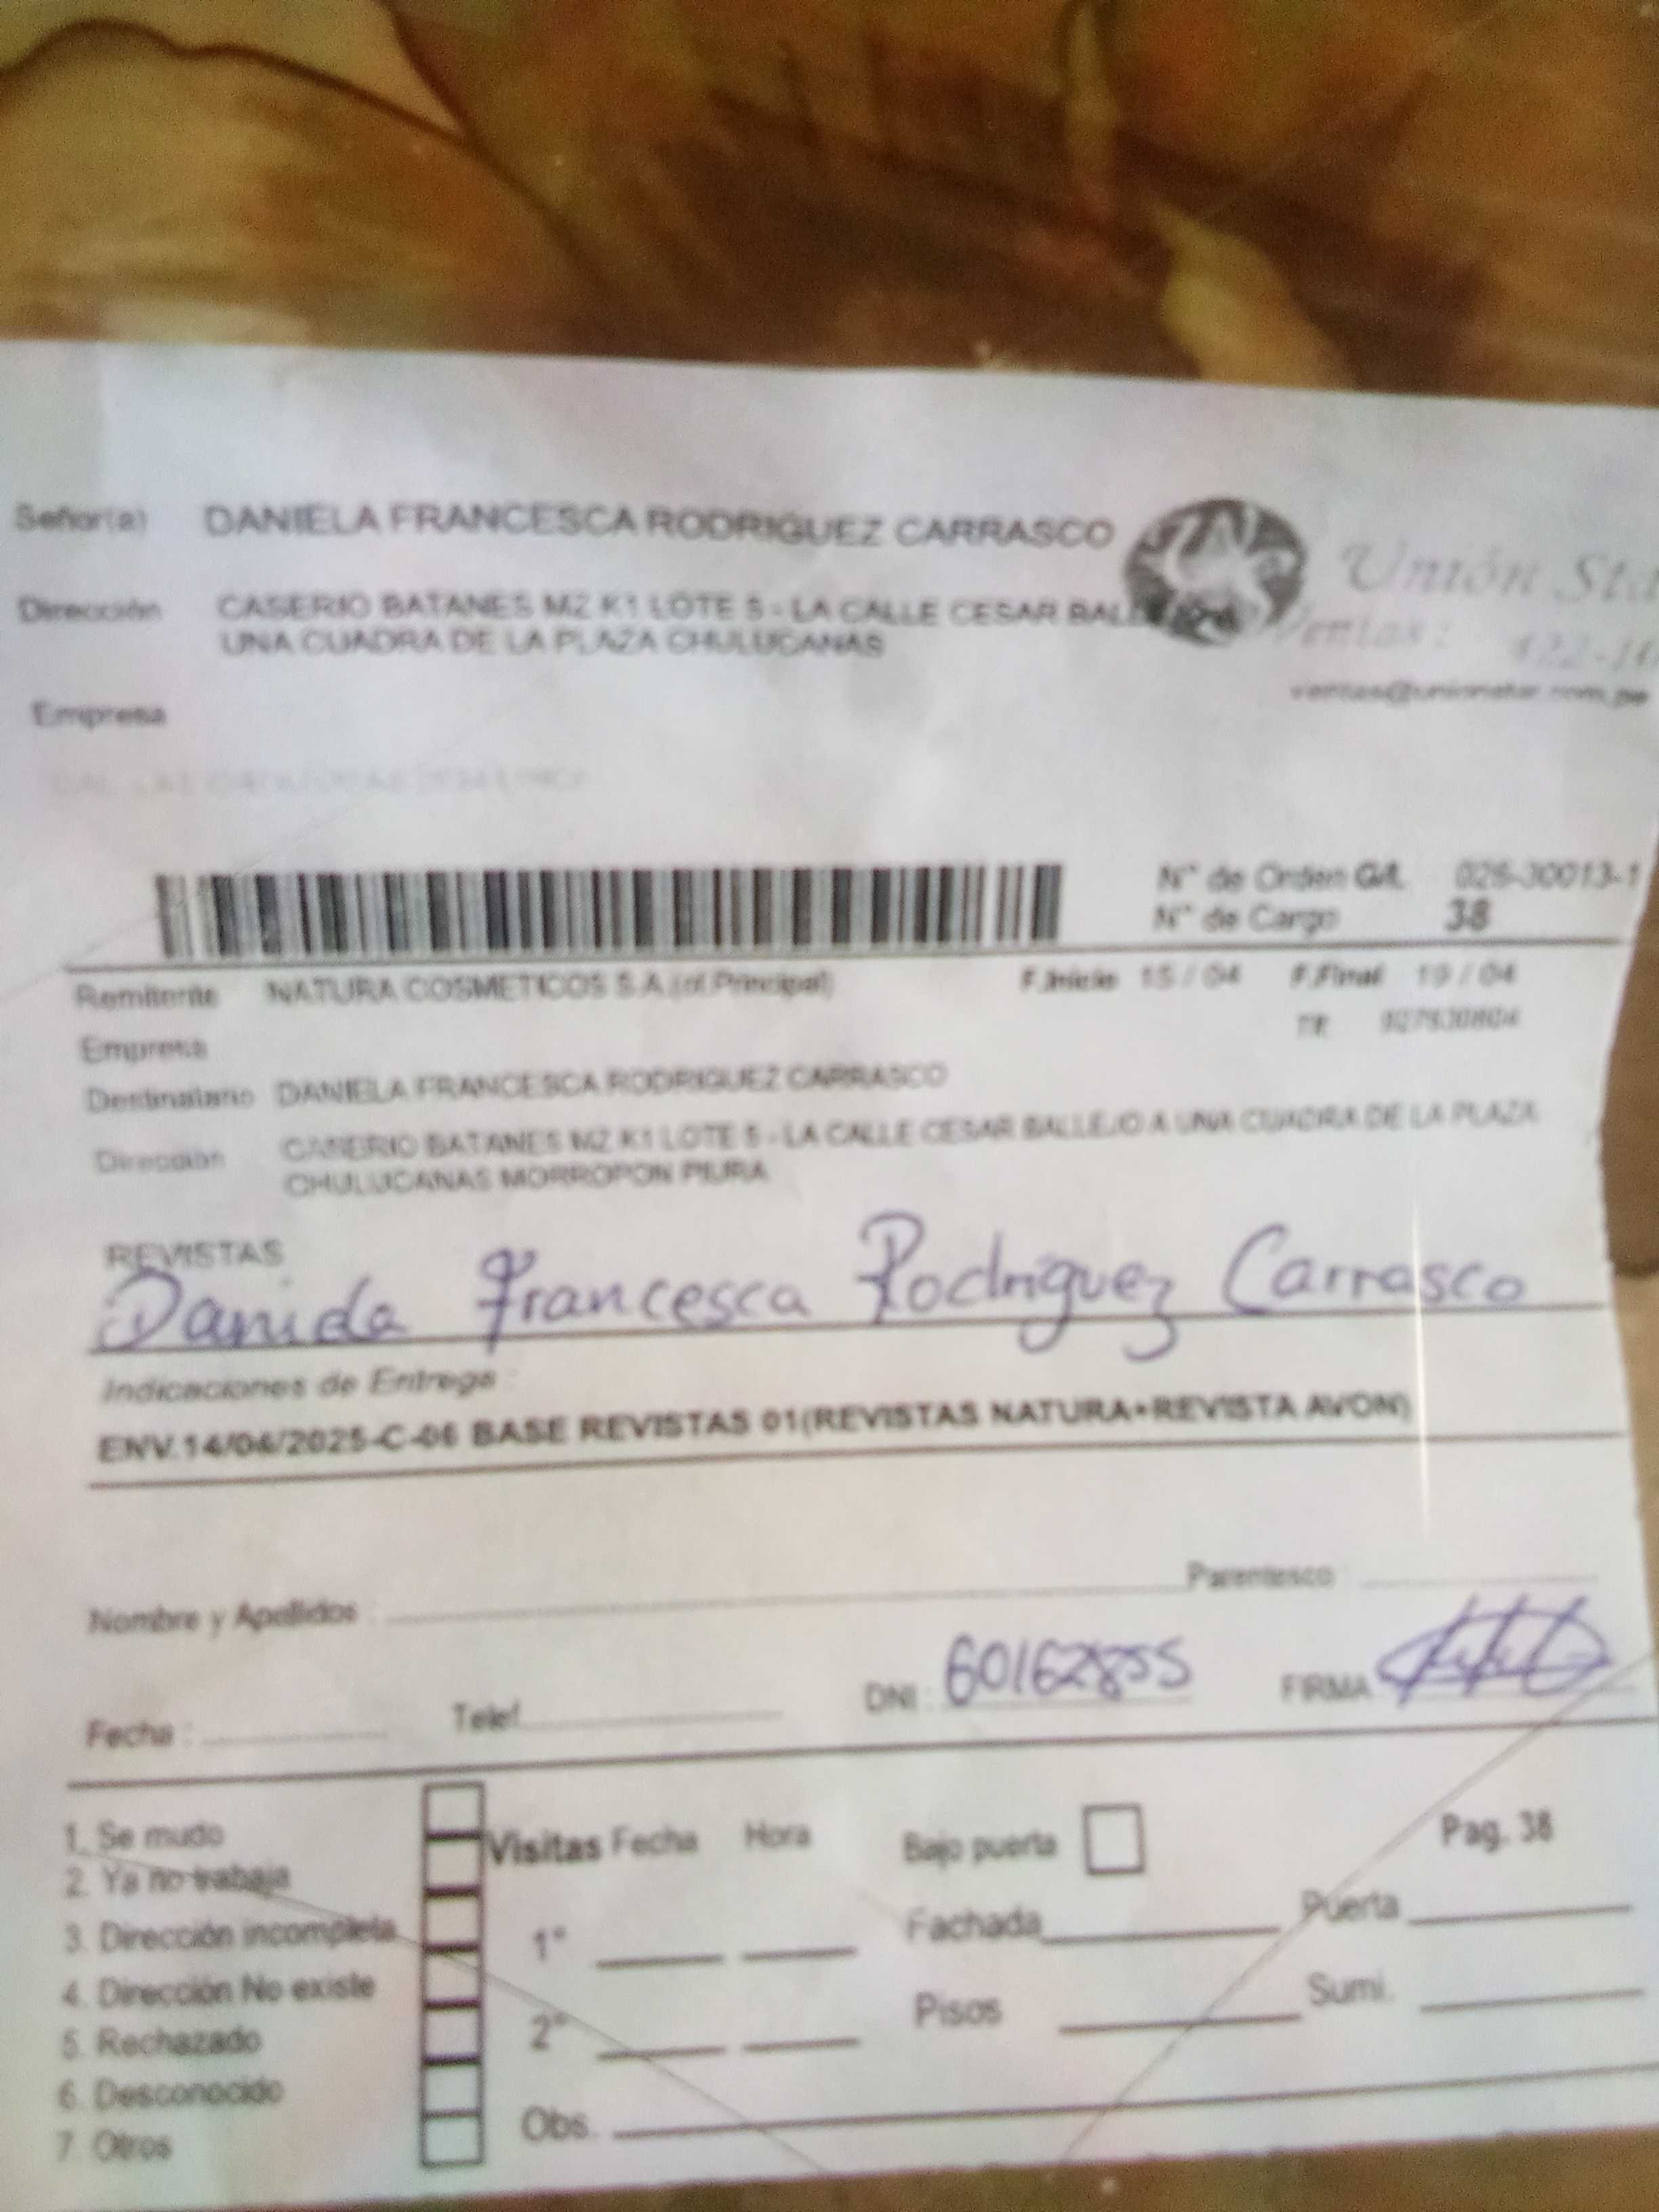 Señor(a) DANIELA FRANCESCA RODRIGUEZ CARRASCO
Unión Sta
Dirección CASERIO BATANES MZ K1 LOTE 5 - LA CALLE CESAR BALL
UNA CUADRA DE LA PLAZA CHULUCANAS
Ventas: 422-10
ventas@unionstar.com.pe
Empresa
N° de Orden G/L 026-30013-1
N° de Cargo 38
Remitente NATURA COSMETICOS S.A.(of.Principal) F.Inicio 15 / 04 F.Final 19 / 04
Empresa Tlf.
Destinatario DANIELA FRANCESCA RODRIGUEZ CARRASCO
Dirección CASERIO BATANES MZ K1 LOTE 5 - LA CALLE CESAR BALLEJO A UNA CUADRA DE LA PLAZA
CHULUCANAS MORROPON PIURA
REVISTAS
Daniela Francesca Rodriguez Carrasco
Indicaciones de Entrega :
ENV.14/04/2025-C-06 BASE REVISTAS 01(REVISTAS NATURA+REVISTA AVON)
Nombre y Apellidos : Parentesco :
Fecha : Telef. DNI : 60162855 FIRMA
1. Se mudo
2. Ya no trabaja
3. Dirección incompleta
4. Dirección No existe
5. Rechazado
6. Desconocido
7. Otros
Visitas Fecha Hora
1°
2°
Obs.
Bajo puerta Pag. 38
Fachada Puerta
Pisos Sumi.